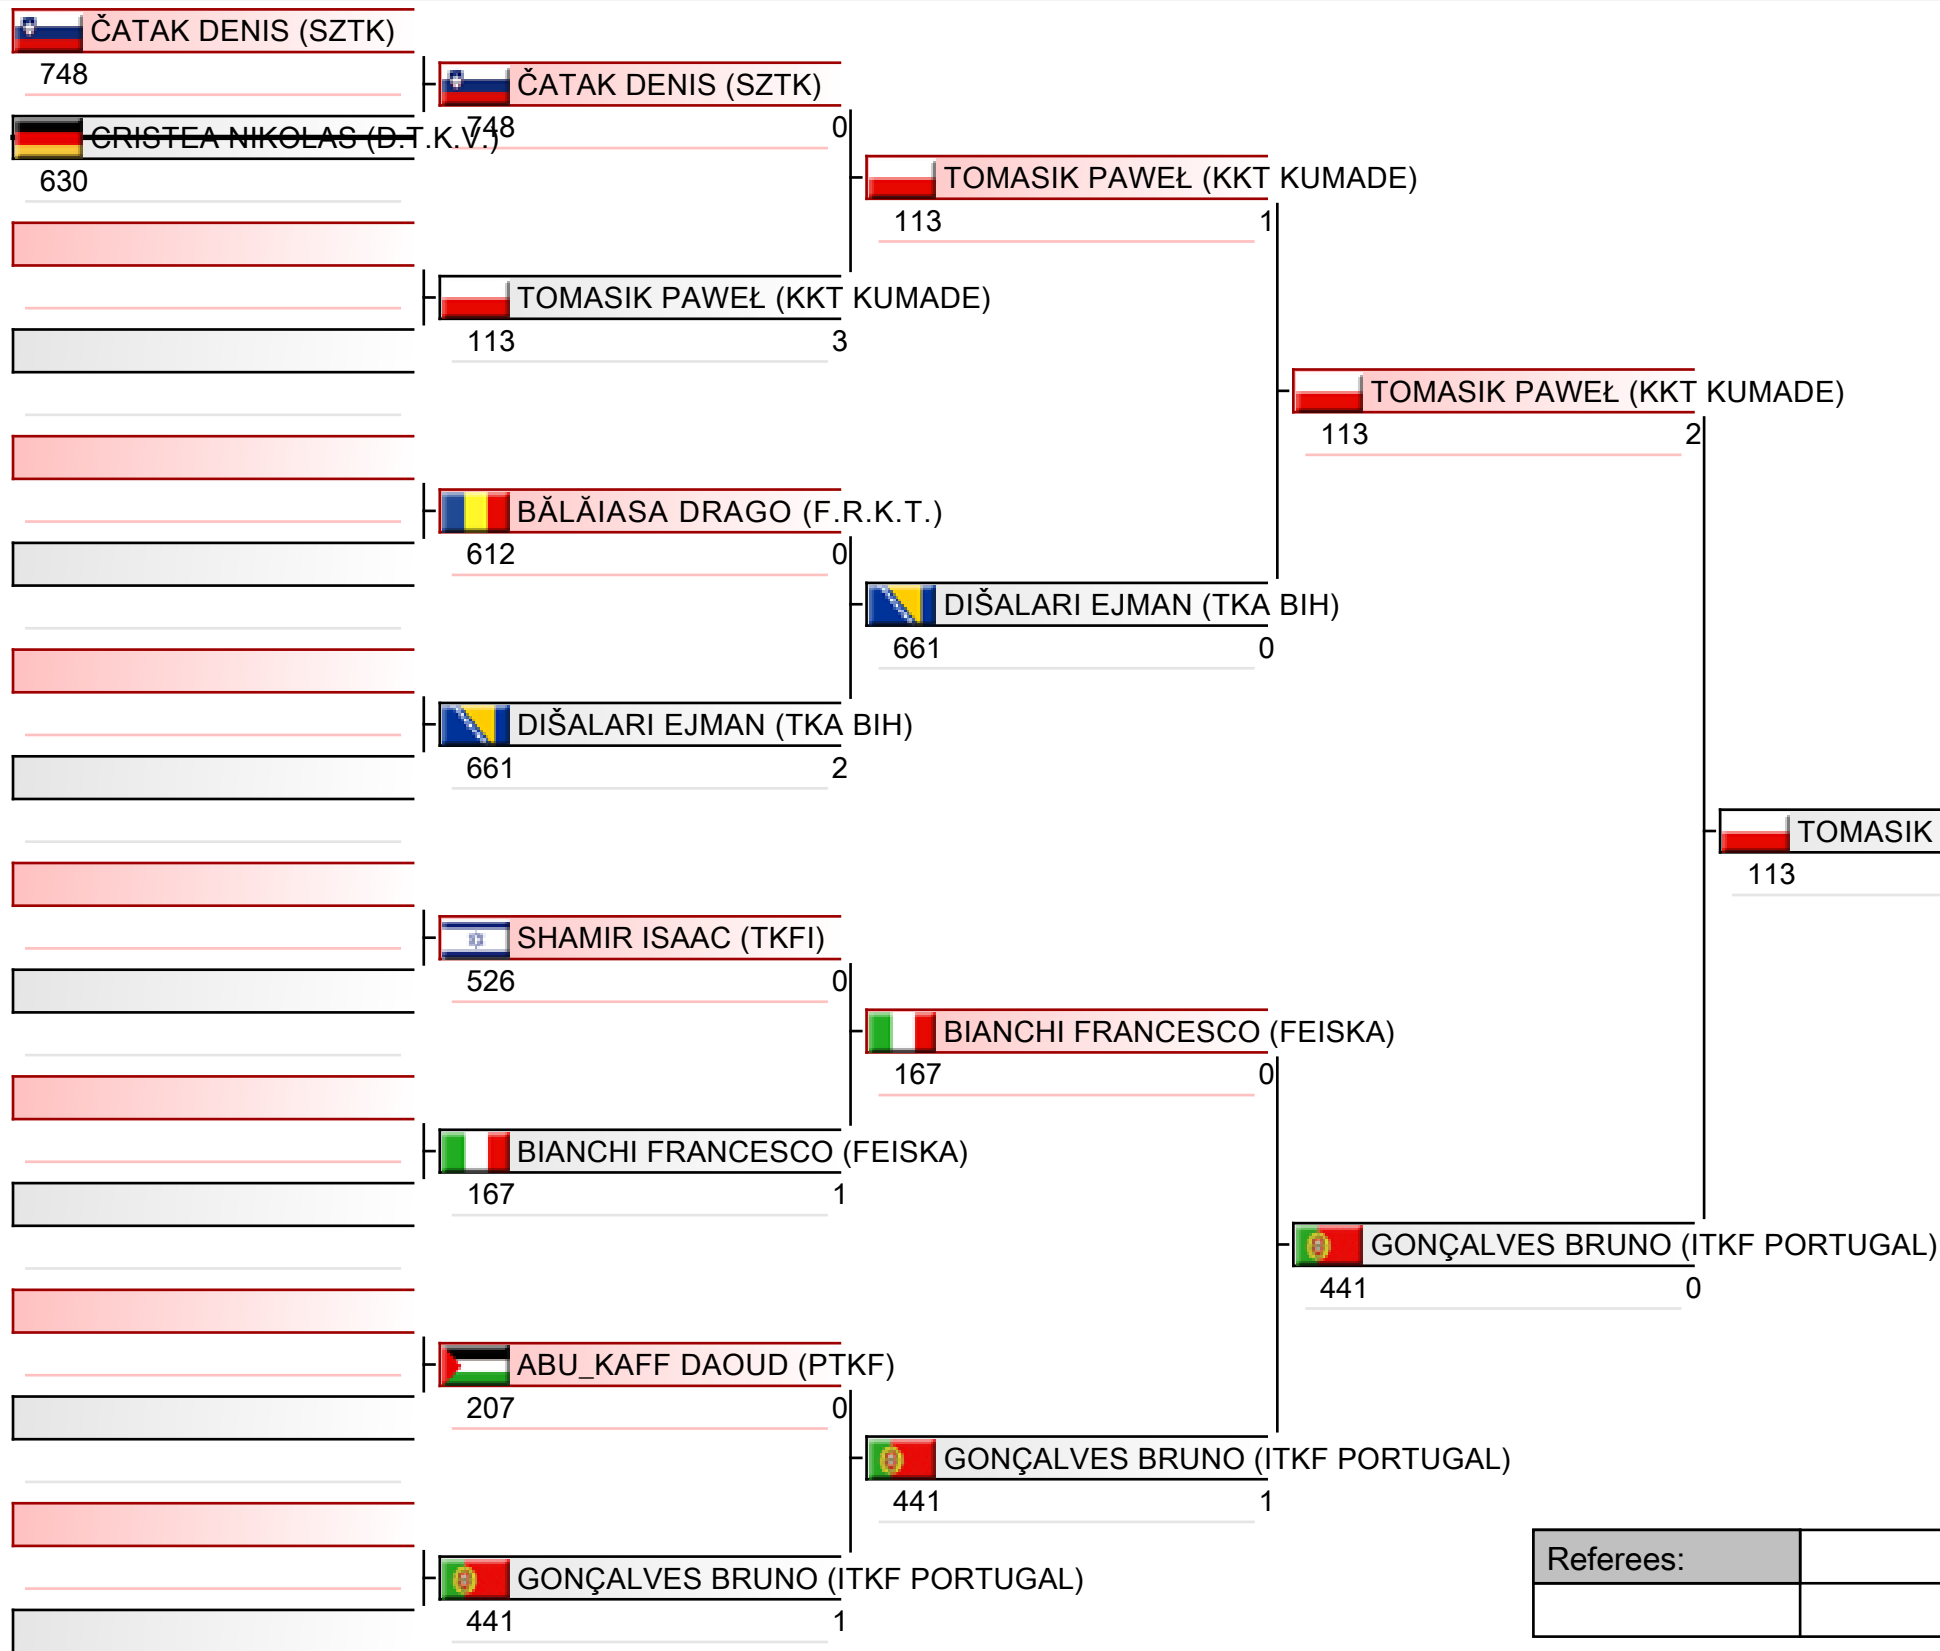 ČATAK DENIS (SZTK)
748
CRISTEA NIKOLAS (D.T.K.V.)
630
ČATAK DENIS (SZTK)
748 0
TOMASIK PAWEŁ (KKT KUMADE)
113 3
BĂLĂIASA DRAGO (F.R.K.T.)
612 0
DIŠALARI EJMAN (TKA BIH)
661 2
SHAMIR ISAAC (TKFI)
526 0
BIANCHI FRANCESCO (FEISKA)
167 1
ABU_KAFF DAOUD (PTKF)
207 0
GONÇALVES BRUNO (ITKF PORTUGAL)
441 1
TOMASIK PAWEŁ (KKT KUMADE)
113 1
DIŠALARI EJMAN (TKA BIH)
661 0
BIANCHI FRANCESCO (FEISKA)
167 0
GONÇALVES BRUNO (ITKF PORTUGAL)
441 1
TOMASIK PAWEŁ (KKT KUMADE)
113 2
GONÇALVES BRUNO (ITKF PORTUGAL)
441 0
TOMASIK
113
Referees: